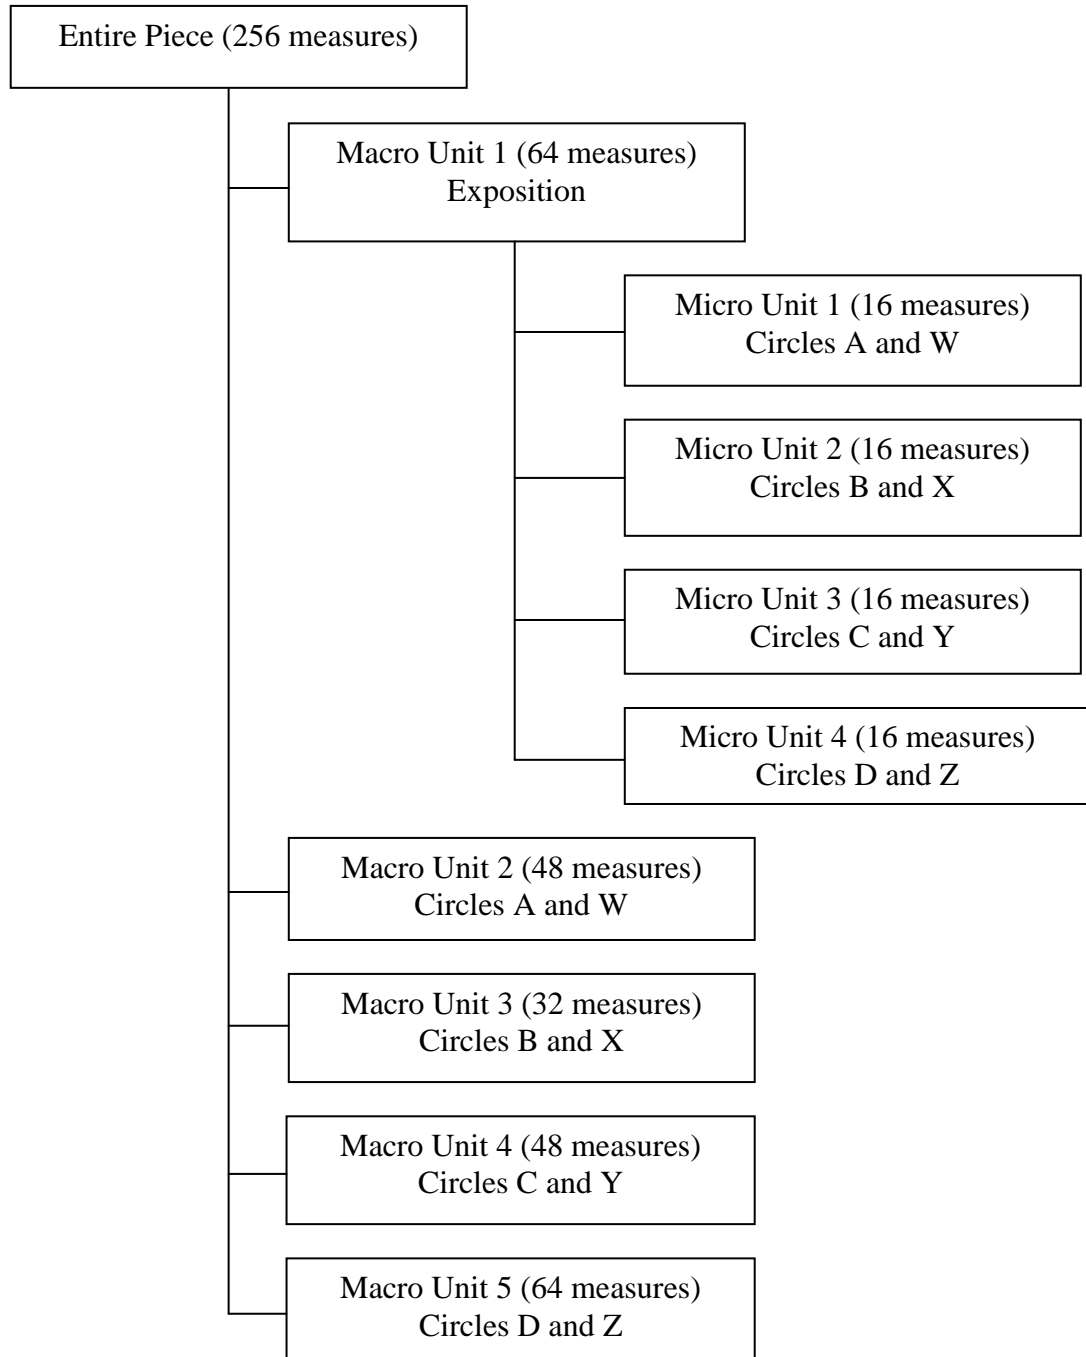 Entire Piece (256 measures)
Macro Unit 1 (64 measures)
Exposition
Micro Unit 1 (16 measures)
Circles A and W
Micro Unit 2 (16 measures)
Circles B and X
Micro Unit 3 (16 measures)
Circles C and Y
Micro Unit 4 (16 measures)
Circles D and Z
Macro Unit 2 (48 measures)
Circles A and W
Macro Unit 3 (32 measures)
Circles B and X
Macro Unit 4 (48 measures)
Circles C and Y
Macro Unit 5 (64 measures)
Circles D and Z